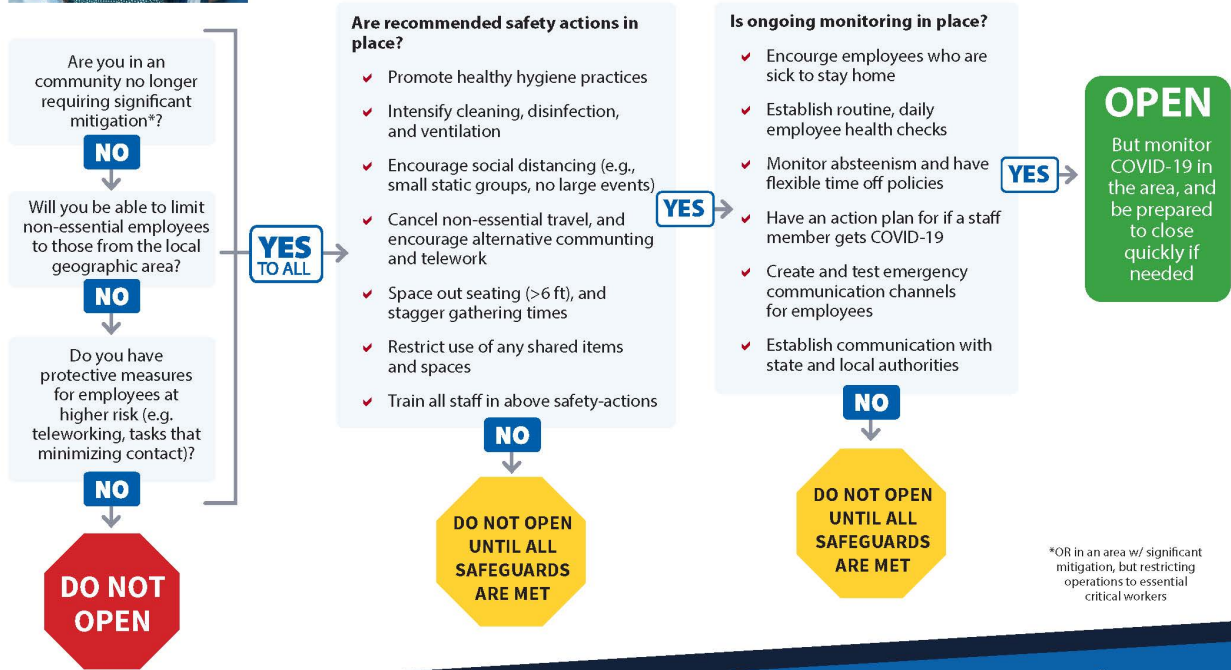 Are you in an
community no longer
requiring significant
mitigation*?
NO
Will you be able to limit
non-essential employees
to those from the local
geographic area?
NO
Do you have
protective measures
for employees at
higher risk (e.g.
teleworking, tasks that
minimizing contact)?
NO
DO NOT
OPEN
YES
TO ALL
Are recommended safety actions in
place?
Promote healthy hygiene practices
Intensify cleaning, disinfection,
and ventilation
Encourage social distancing (e.g.,
small static groups, no large events)
Cancel non-essential travel, and
encourage alternative communting
and telework
Space out seating (>6 ft), and
stagger gathering times
Restrict use of any shared items
and spaces
Train all staff in above safety-actions
NO
DO NOT OPEN
UNTIL ALL
SAFEGUARDS
ARE MET
YES
Is ongoing monitoring in place?
Encourge employees who are
sick to stay home
Establish routine, daily
employee health checks
Monitor absteenism and have
flexible time off policies
Have an action plan for if a staff
member gets COVID-19
Create and test emergency
communication channels
for employees
Establish communication with
state and local authorities
NO
DO NOT OPEN
UNTIL ALL
SAFEGUARDS
ARE MET
YES
OPEN
But monitor
COVID-19 in
the area, and
be prepared
to close
quickly if
needed
*OR in an area w/ significant
mitigation, but restricting
operations to essential
critical workers